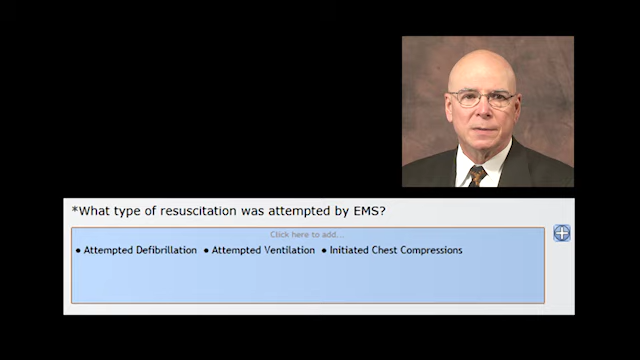 *What type of resuscitation was attempted by EMS?
Click here to add...
● Attempted Defibrillation ● Attempted Ventilation ● Initiated Chest Compressions